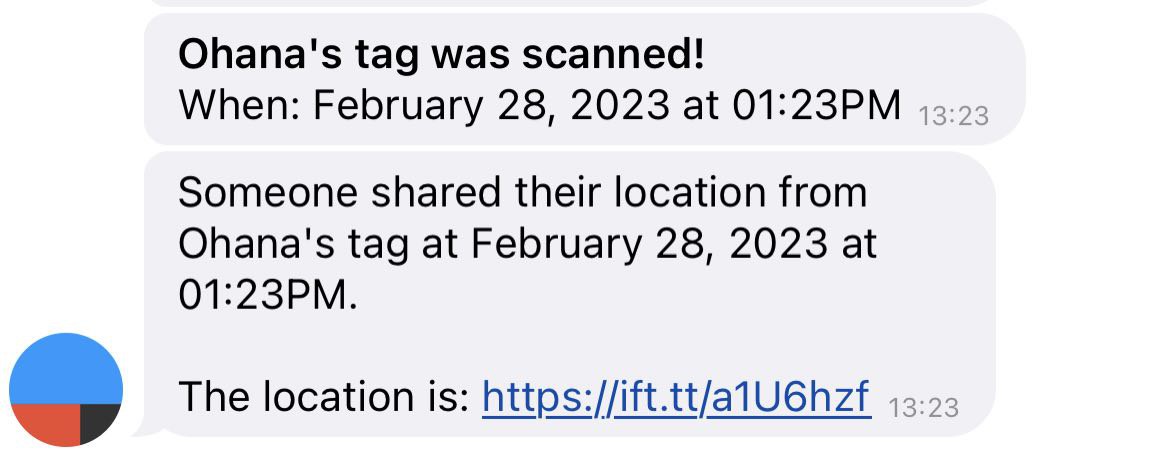 Ohana's tag was scanned!
When: February 28, 2023 at 01:23PM 13:23
Someone shared their location from
Ohana's tag at February 28, 2023 at
01:23PM.
The location is: https://ift.tt/a1U6hzf 13:23